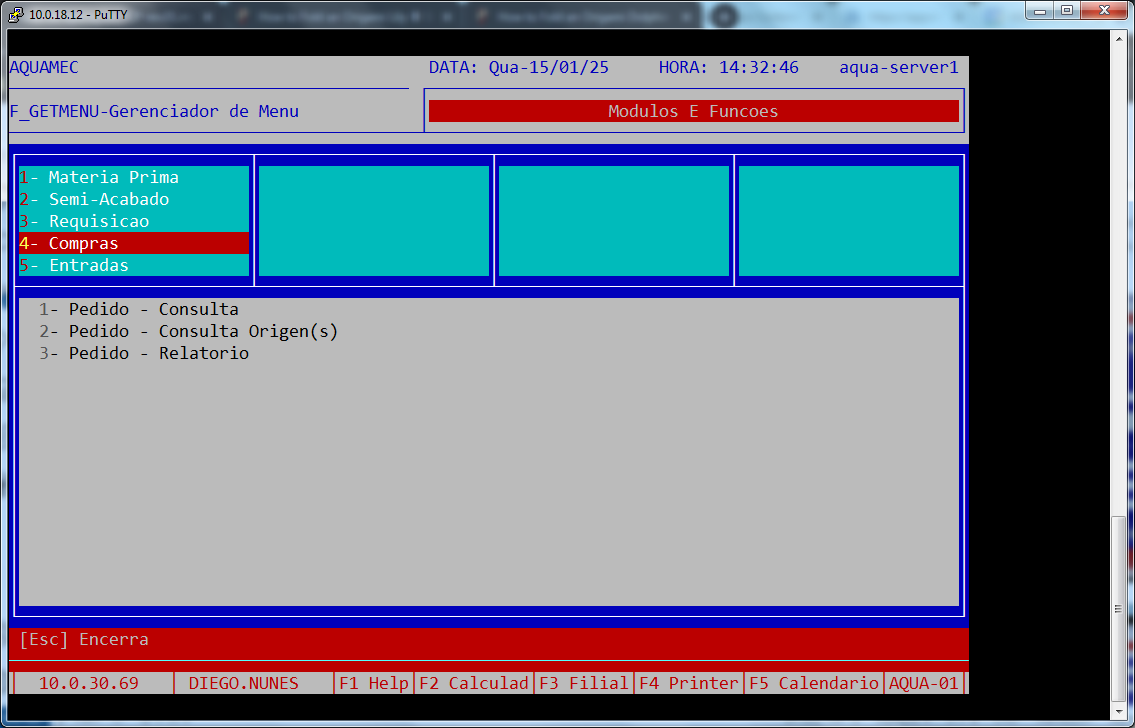 10.0.18.12 - PuTTY
AQUAMEC DATA: Qua-15/01/25 HORA: 14:32:46 aqua-server1
F_GETMENU-Gerenciador de Menu Modulos E Funcoes
1- Materia Prima
2- Semi-Acabado
3- Requisicao
4- Compras
5- Entradas
1- Pedido - Consulta
2- Pedido - Consulta Origen(s)
3- Pedido - Relatorio
[Esc] Encerra
10.0.30.69 DIEGO.NUNES F1 Help F2 Calculad F3 Filial F4 Printer F5 Calendario AQUA-01